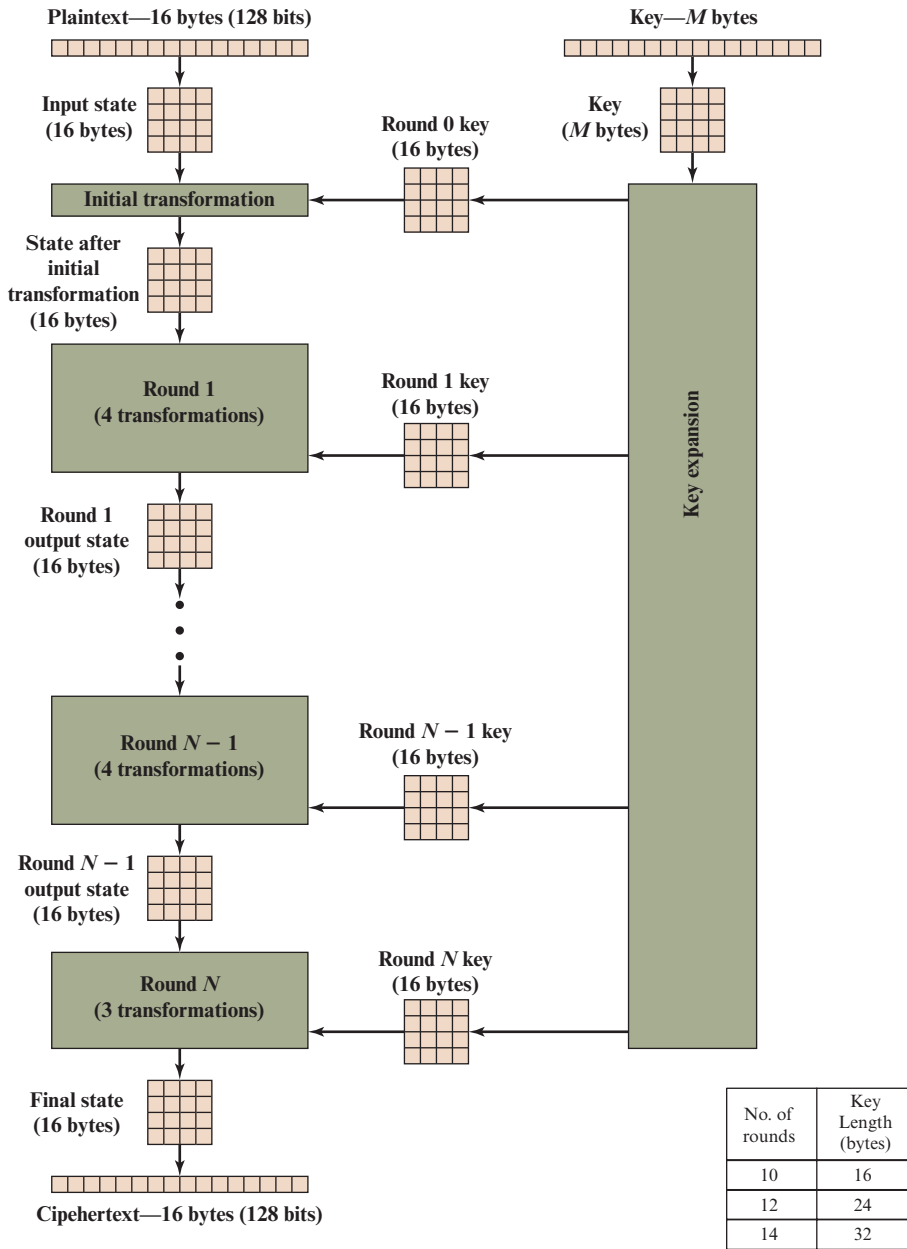 Plaintext—16 bytes (128 bits)
Key—M bytes
Input state
(16 bytes)
Key
(M bytes)
Round 0 key
(16 bytes)
Initial transformation
State after
initial
transformation
(16 bytes)
Round 1
(4 transformations)
Round 1 key
(16 bytes)
Key expansion
Round 1
output state
(16 bytes)
Round N − 1
(4 transformations)
Round N − 1 key
(16 bytes)
Round N − 1
output state
(16 bytes)
Round N
(3 transformations)
Round N key
(16 bytes)
Final state
(16 bytes)
Cipehertext—16 bytes (128 bits)
No. of
rounds
Key
Length
(bytes)
10 16
12 24
14 32